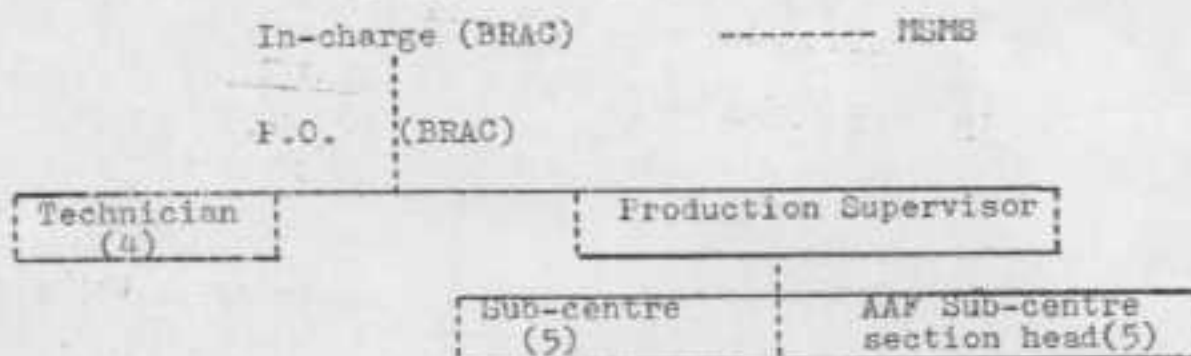 In-charge (BRAC) -------- MSMS
P.O. (BRAC)
Technician
(4)
Production Supervisor
Sub-centre
(5)
AAF Sub-centre
section head(5)